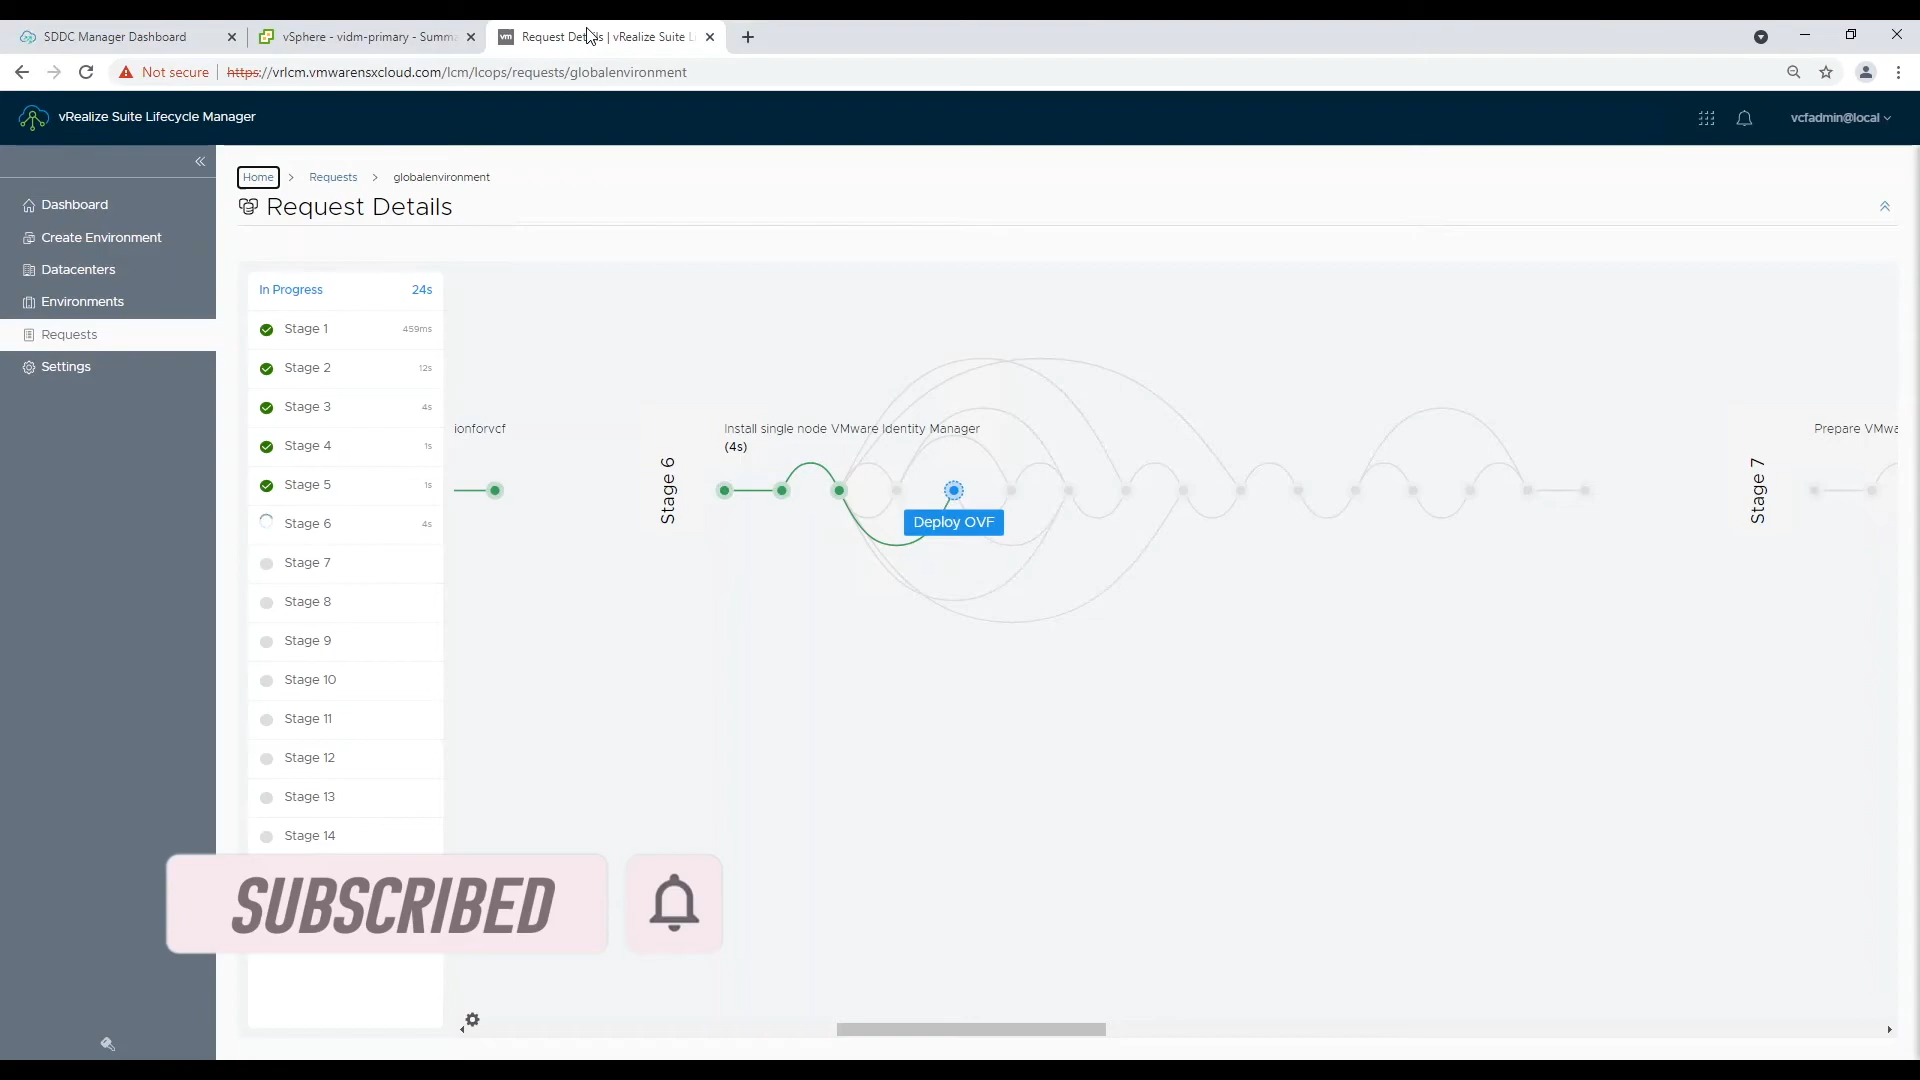 SDDC Manager Dashboard
vSphere - vidm-primary - Summa
Request Details | vRealize Suite Li
Not secure
https://vrlcm.vmwarensxcloud.com/lcm/lcops/requests/globalenvironment
vm
vRealize Suite Lifecycle Manager
vcfadmin@local
Dashboard
Create Environment
Datacenters
Environments
Requests
Settings
Home > Requests > globalenvironment
Request Details
In Progress 24s
Stage 1 459ms
Stage 2 12s
Stage 3 4s
Stage 4 1s
Stage 5 1s
Stage 6 4s
Stage 7
Stage 8
Stage 9
Stage 10
Stage 11
Stage 12
Stage 13
Stage 14
ionforvcf
Stage 6
Install single node VMware Identity Manager
(4s)
Deploy OVF
Stage 7
Prepare VMwa
SUBSCRIBED